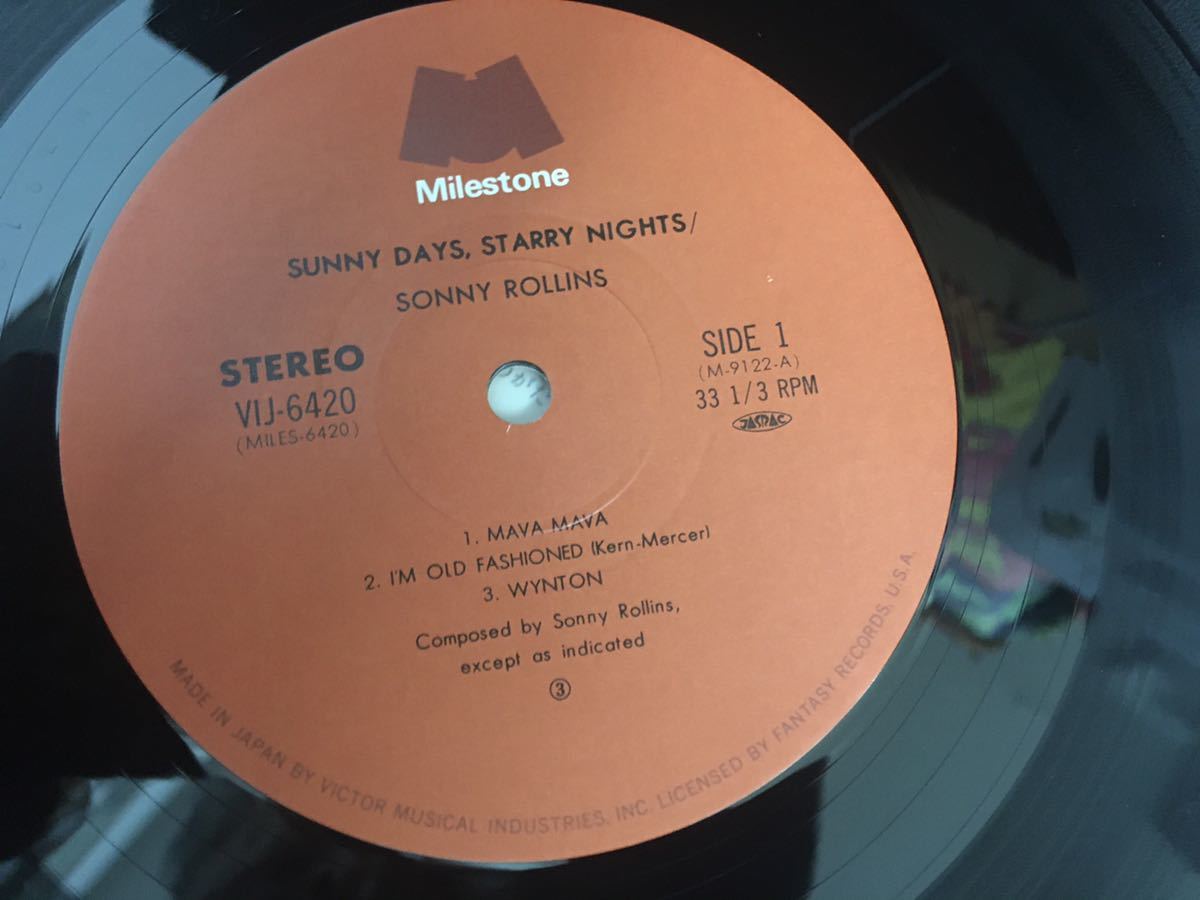 Milestone
SUNNY DAYS, STARRY NIGHTS/
SONNY ROLLINS
STEREO
VIJ-6420
(MILES-6420)
SIDE 1
(M-9122-A)
33 1/3 RPM
JASRAC
1. MAVA MAVA
2. I'M OLD FASHIONED (Kern-Mercer)
3. WYNTON
Composed by Sonny Rollins,
except as indicated
③
MADE IN JAPAN BY VICTOR MUSICAL INDUSTRIES, INC. LICENSED BY FANTASY RECORDS, U.S.A.